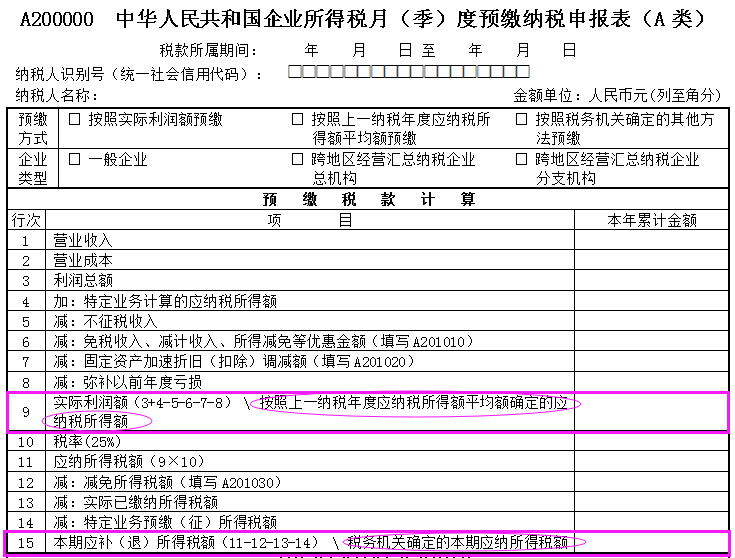 A200000 中华人民共和国企业所得税月（季）度预缴纳税申报表（A 类）
税款所属期间： 年 月 日 至 年 月 日
纳税人识别号（统一社会信用代码）：
纳税人名称： 金额单位：人民币元(列至角分)
预缴方式 □ 按照实际利润额预缴 □ 按照上一纳税年度应纳税所得额平均额预缴 □ 按照税务机关确定的其他方法预缴
企业类型 □ 一般企业 □ 跨地区经营汇总纳税企业总机构 □ 跨地区经营汇总纳税企业分支机构
预 缴 税 款 计 算
行次 项 目 本年累计金额
1 营业收入
2 营业成本
3 利润总额
4 加：特定业务计算的应纳税所得额
5 减：不征税收入
6 减：免税收入、减计收入、所得减免等优惠金额（填写 A201010）
7 减：固定资产加速折旧（扣除）调减额（填写 A201020）
8 减：弥补以前年度亏损
9 实际利润额（3+4-5-6-7-8） \ 按照上一纳税年度应纳税所得额平均额确定的应
纳税所得额
10 税率(25%)
11 应纳所得税额（9×10）
12 减：减免所得税额（填写 A201030）
13 减：实际已缴纳所得税额
14 减：特定业务预缴（征）所得税额
15 本期应补（退）所得税额（11-12-13-14） \ 税务机关确定的本期应纳所得税额